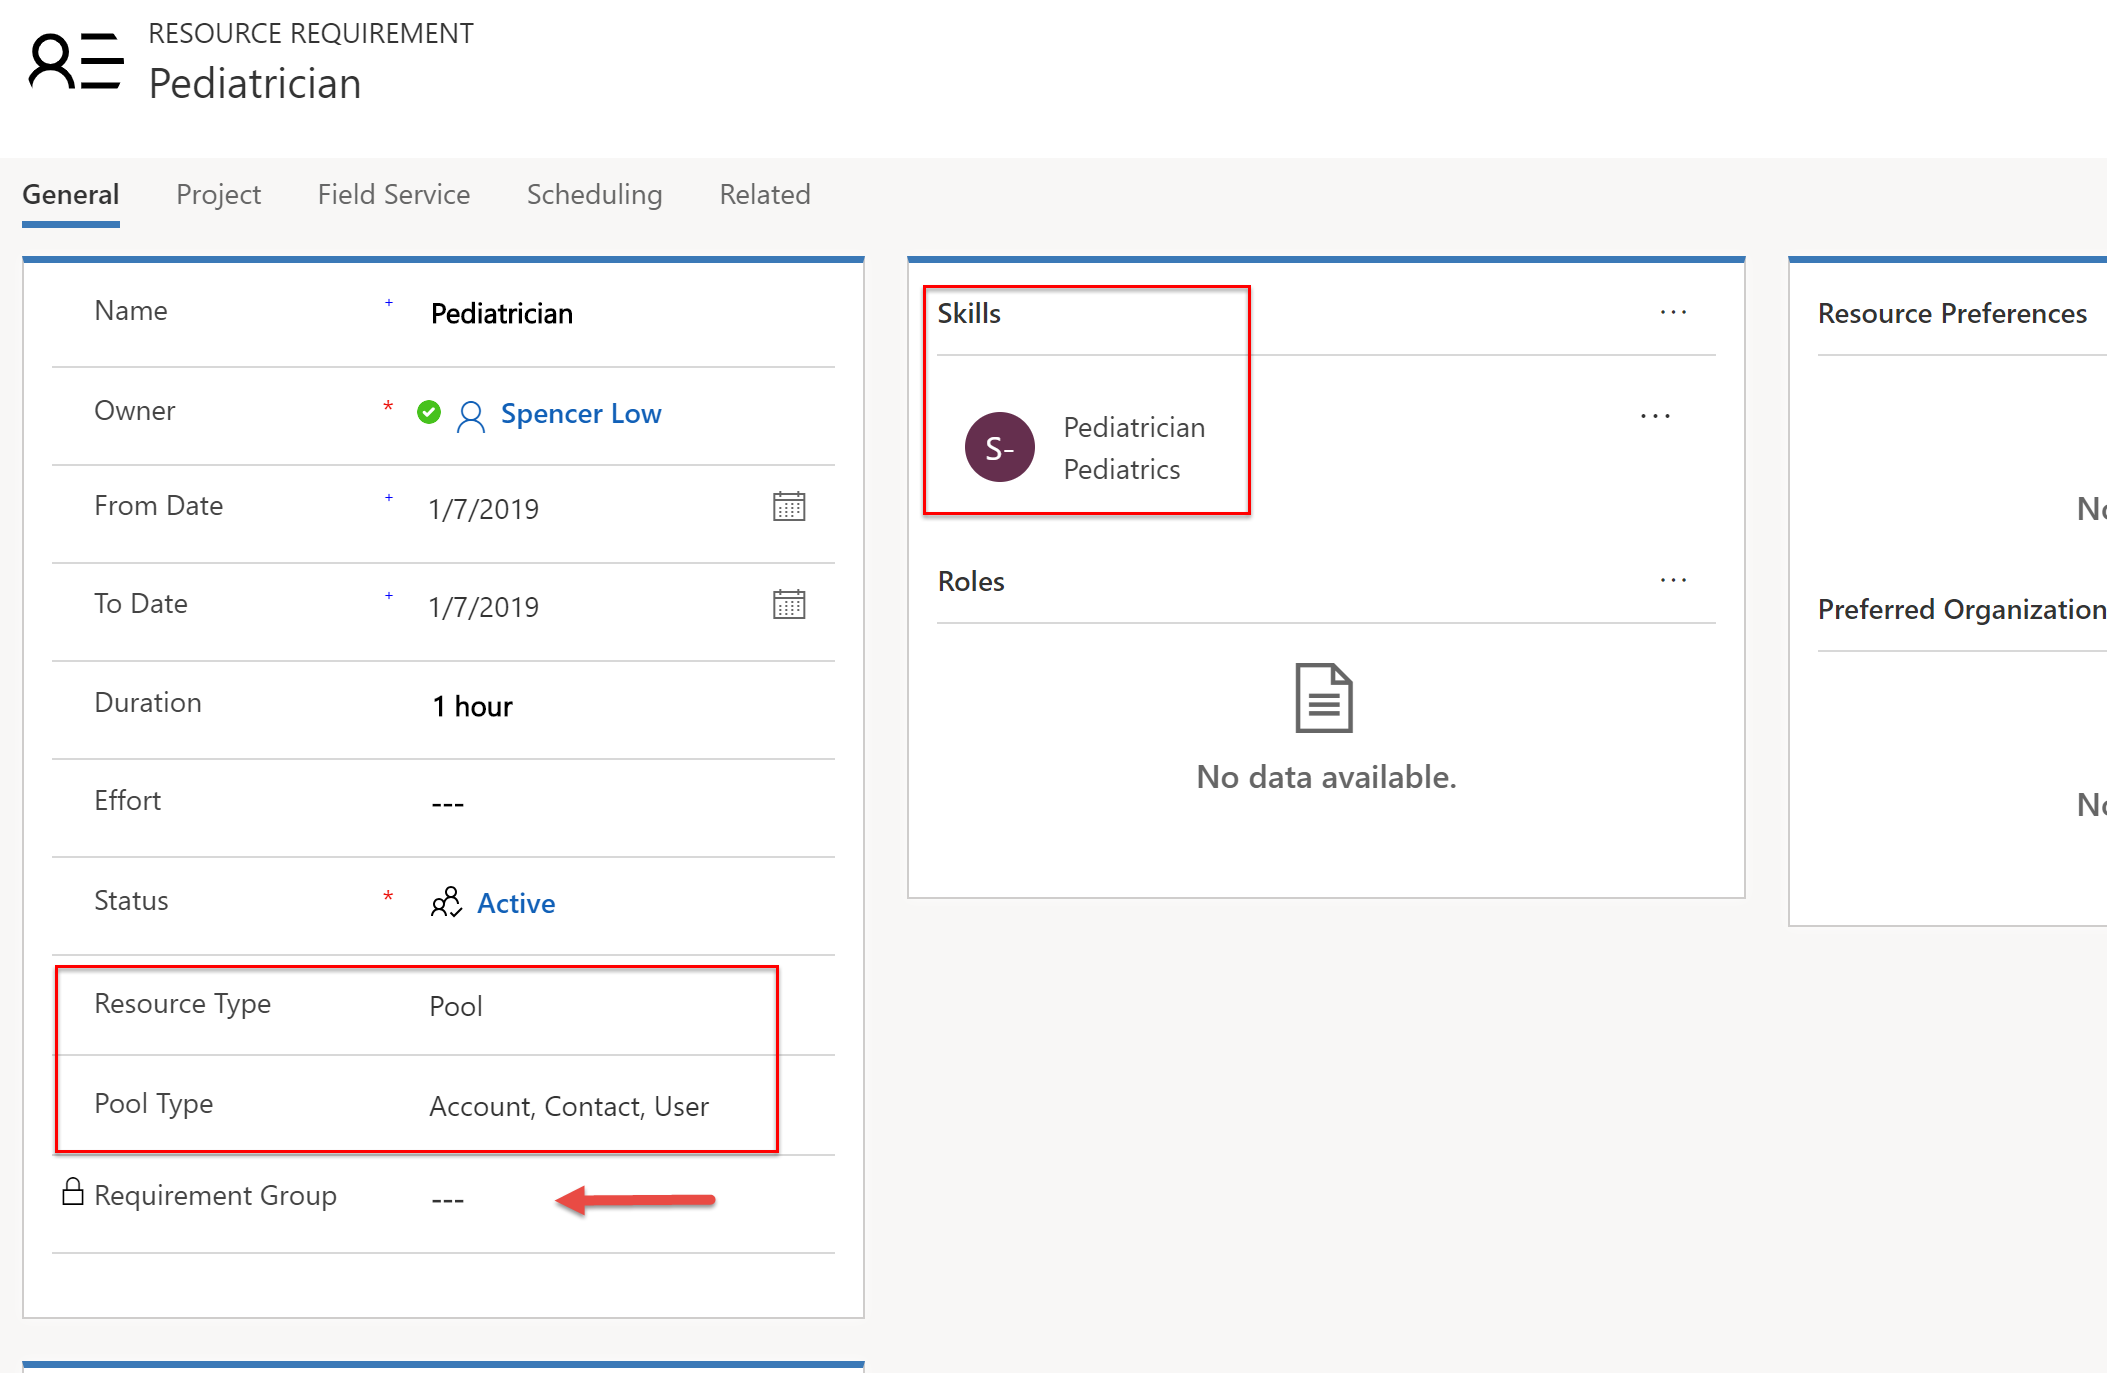 RESOURCE REQUIREMENT
Pediatrician
General Project Field Service Scheduling Related
Name + Pediatrician
Owner * Spencer Low
From Date + 1/7/2019
To Date + 1/7/2019
Duration 1 hour
Effort ---
Status * Active
Resource Type Pool
Pool Type Account, Contact, User
Requirement Group ---
Skills ...
S-
Pediatrician ...
Pediatrics
Roles ...
No data available.
Resource Preferences
Preferred Organization